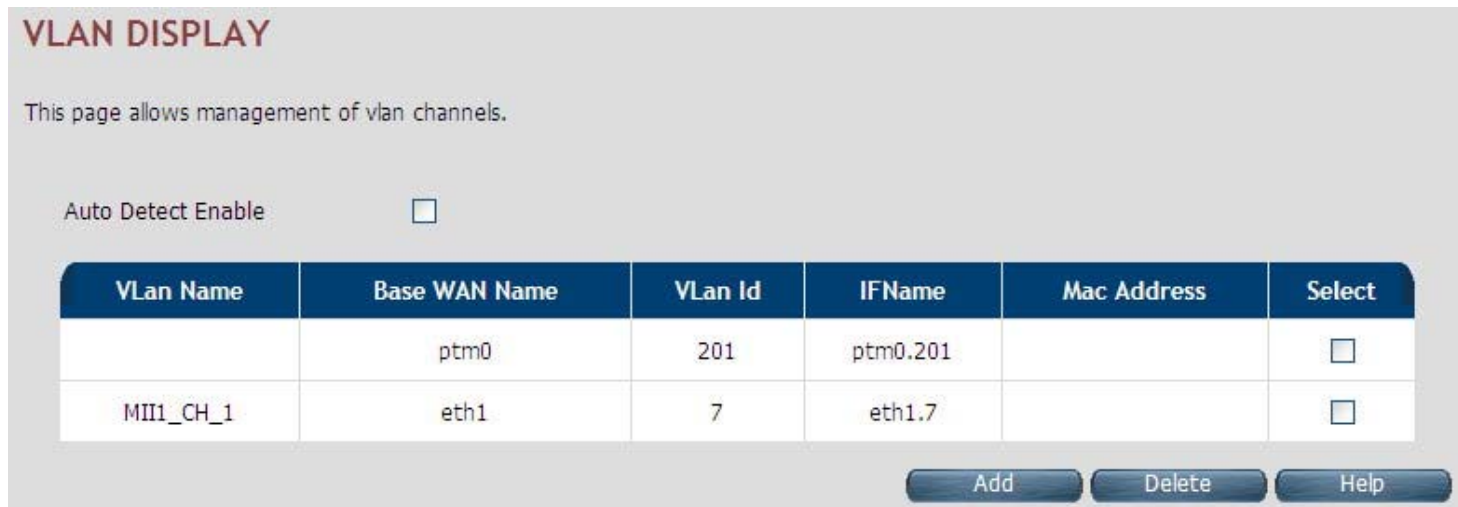 VLAN DISPLAY
This page allows management of vlan channels.
Auto Detect Enable
VLan Name Base WAN Name VLan Id IFName Mac Address Select
ptm0 201 ptm0.201
MII1_CH_1 eth1 7 eth1.7
Add Delete Help